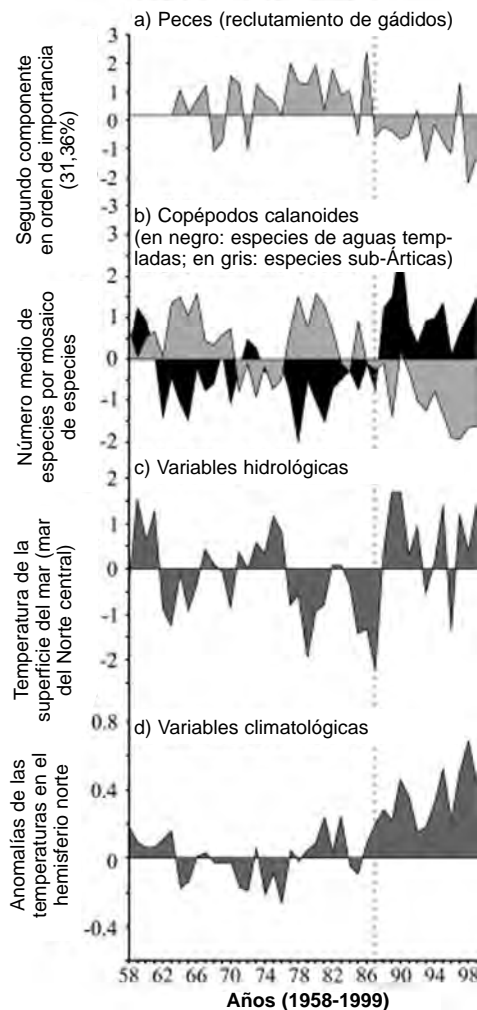 a) Peces (reclutamiento de gádidos)
Segundo componente
en orden de importancia
(31,36%)
3
2
1
0
-1
-2
-3
b) Copépodos calanoides
(en negro: especies de aguas temp-
ladas; en gris: especies sub-Árticas)
Número medio de
especies por mosaico
de especies
3
2
1
0
-1
-2
c) Variables hidrológicas
Temperatura de la
superficie del mar (mar
del Norte central)
2
1
0
-1
-2
d) Variables climatológicas
Anomalías de las
temperaturas en el
hemisferio norte
0.8
0.4
0
-0.4
58 62 66 70 74 78 82 86 90 94 98
Años (1958-1999)